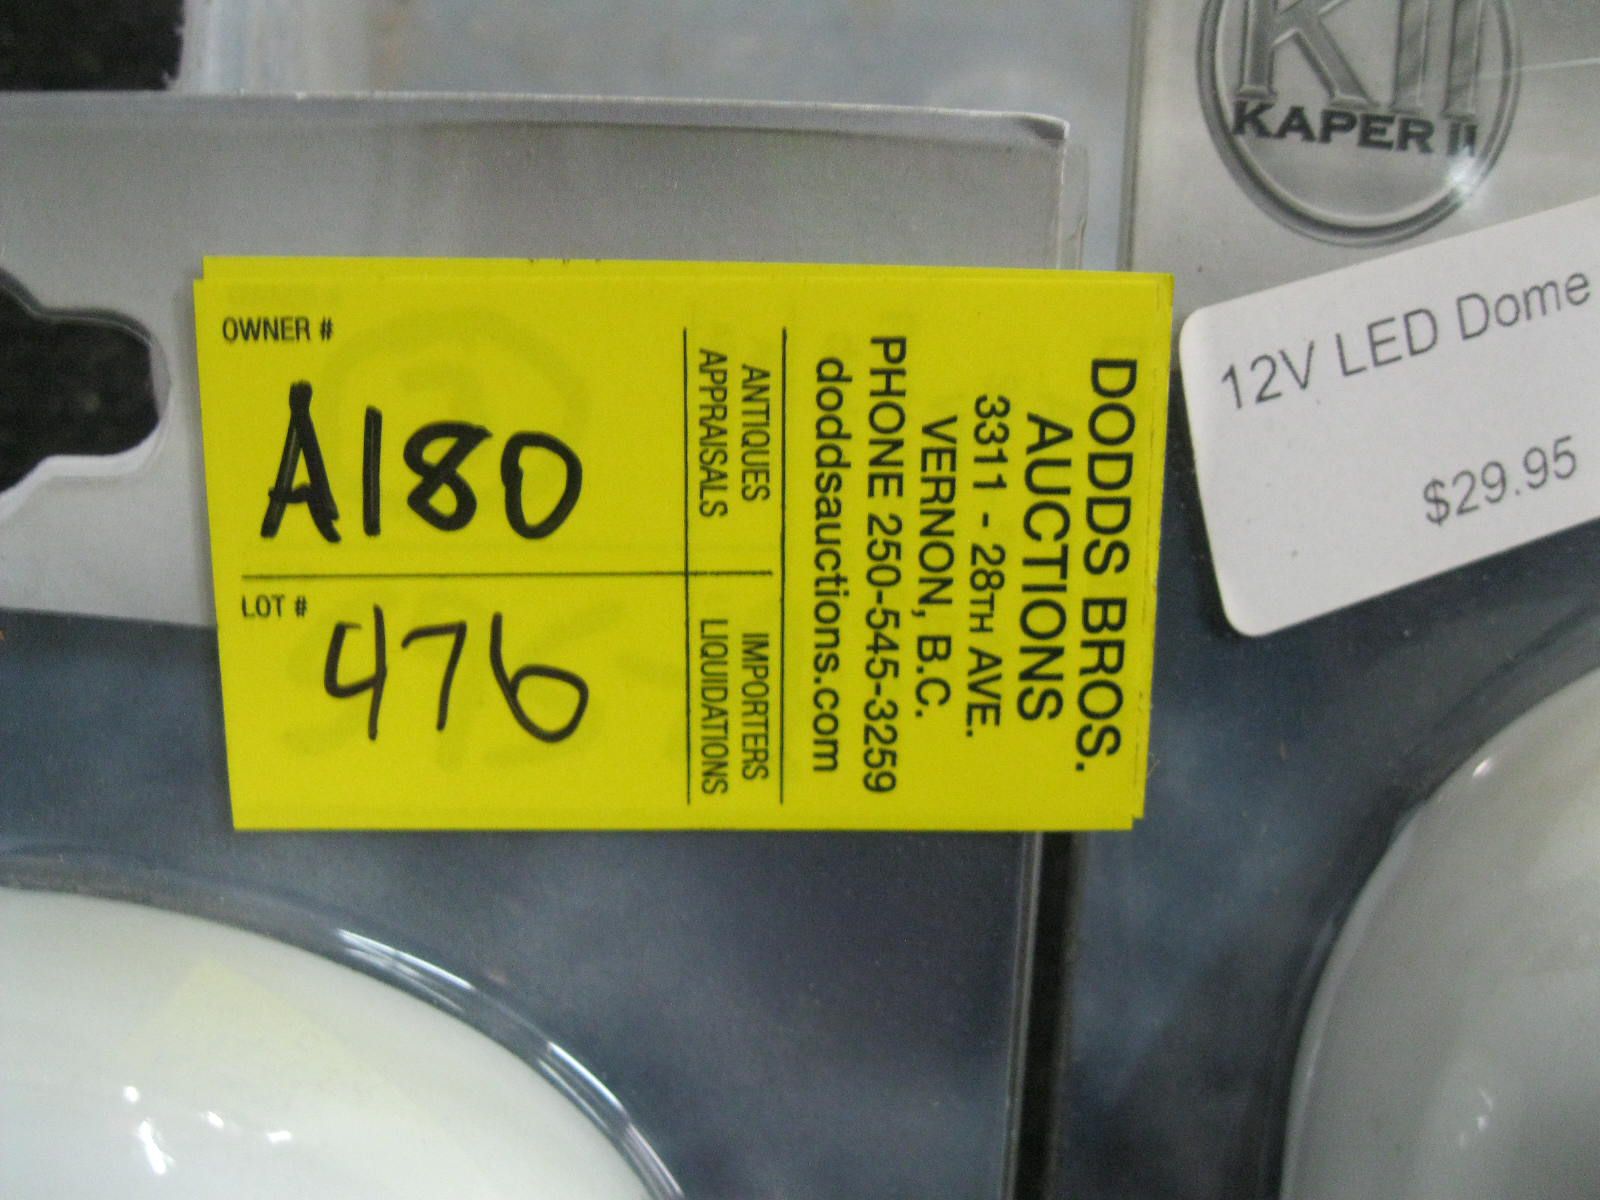 KII
KAPER II
12V LED Dome
$29.95
OWNER #
A180
LOT #
476
ANTIQUES IMPORTERS
APPRAISALS LIQUIDATIONS
DODDS BROS.
AUCTIONS
3311 - 28TH AVE.
VERNON, B.C.
PHONE 250-545-3259
doddsauctions.com